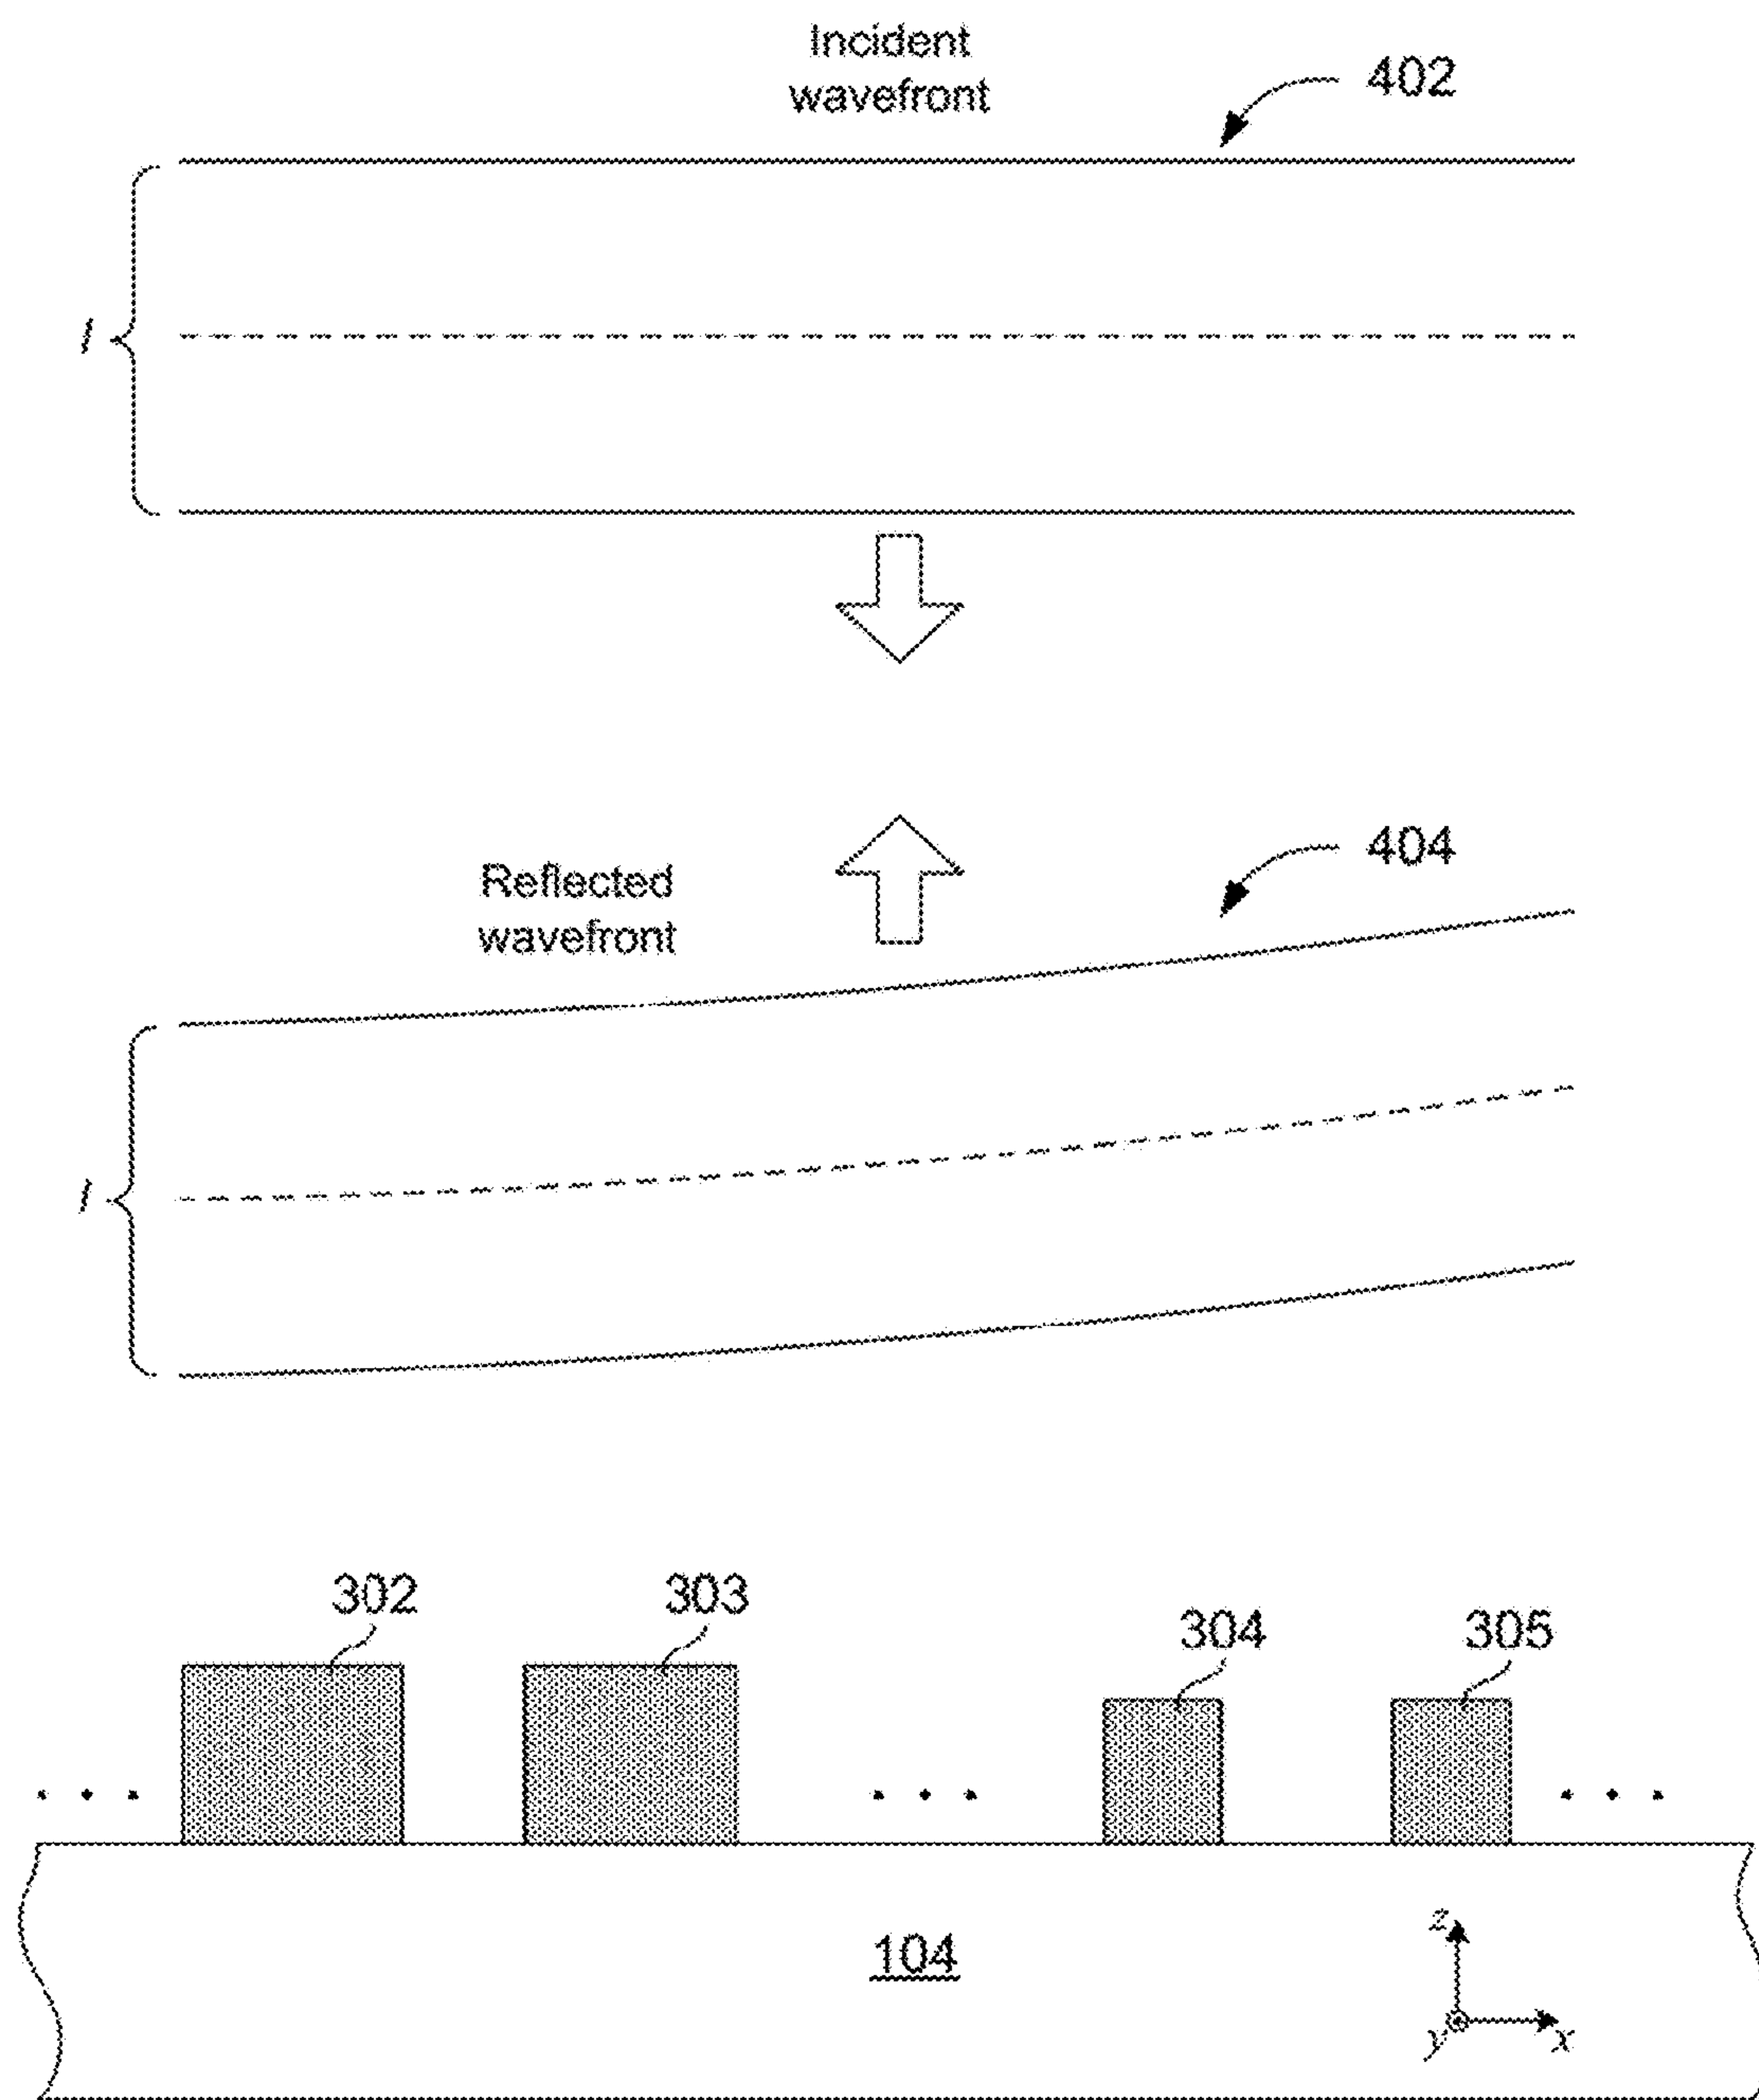 Incident
wavefront
402
l
404
Reflected
wavefront
l
302
303
304
305
. . .
. . .
. . .
104
z
y
x